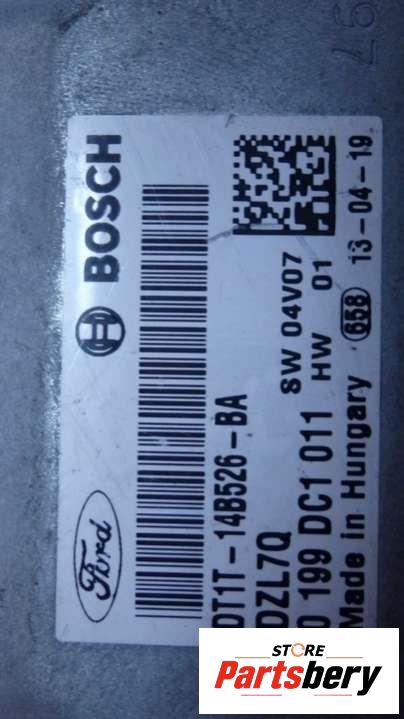 BOSCH
Ford
DT1T-14B526-BA
DZL7Q
0 199 DC1 011
Made in Hungary
SW 04V07
HW 01
658
13-04-19
97
STORE
Partsbery